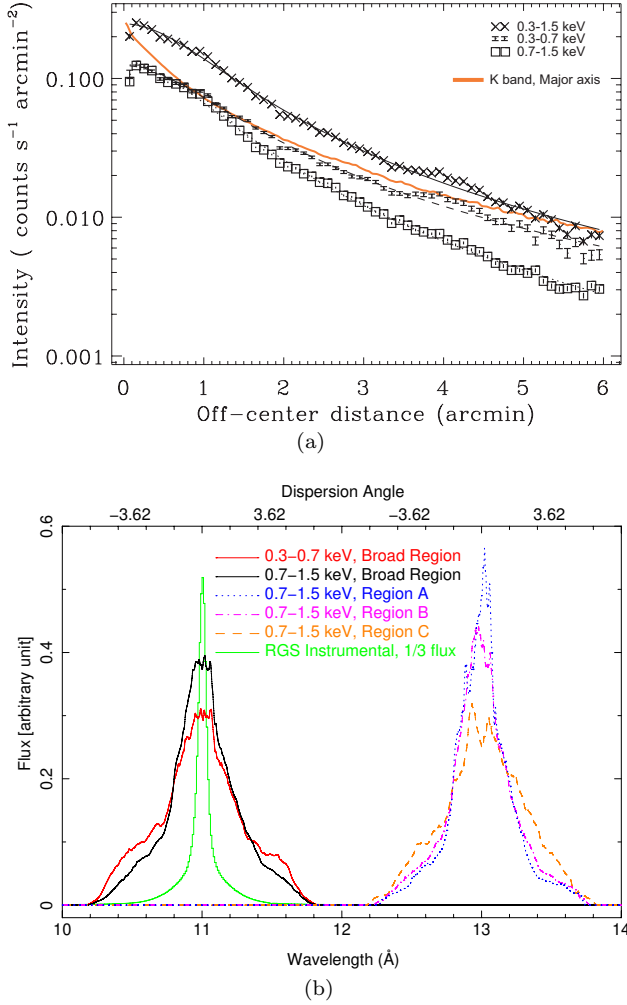 0.3-1.5 keV
0.3-0.7 keV
0.7-1.5 keV
K band, Major axis
Intensity ( counts s⁻¹ arcmin⁻²)
0.100
0.010
0.001
0 1 2 3 4 5 6
Off-center distance (arcmin)
(a)
Dispersion Angle
−3.62 3.62 −3.62 3.62
0.3−0.7 keV, Broad Region
0.7−1.5 keV, Broad Region
0.7−1.5 keV, Region A
0.7−1.5 keV, Region B
0.7−1.5 keV, Region C
RGS Instrumental, 1/3 flux
Flux [arbitrary unit]
0.6
0.4
0.2
0
10 11 12 13 14
Wavelength (Å)
(b)